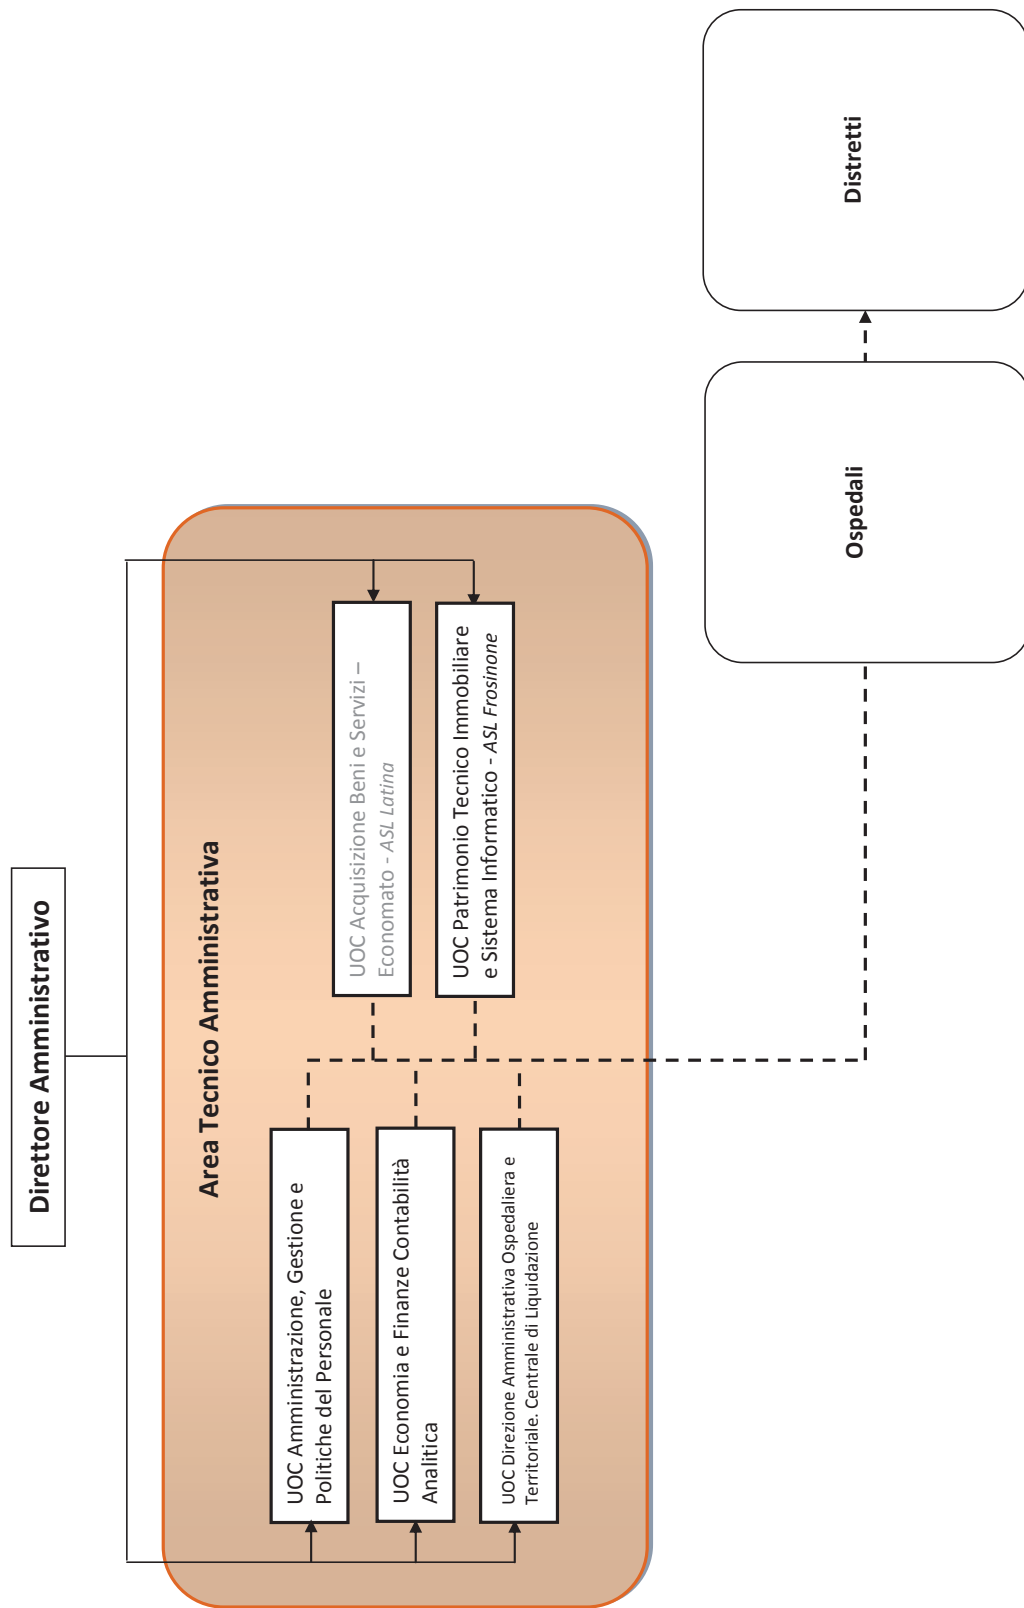 Direttore Amministrativo
Area Tecnico Amministrativa
UOC Amministrazione, Gestione e
Politiche del Personale
UOC Economia e Finanze Contabilità
Analitica
UOC Direzione Amministrativa Ospedaliera e
Territoriale. Centrale di Liquidazione
UOC Acquisizione Beni e Servizi –
Economato - ASL Latina
UOC Patrimonio Tecnico Immobiliare
e Sistema Informatico - ASL Frosinone
Ospedali
Distretti